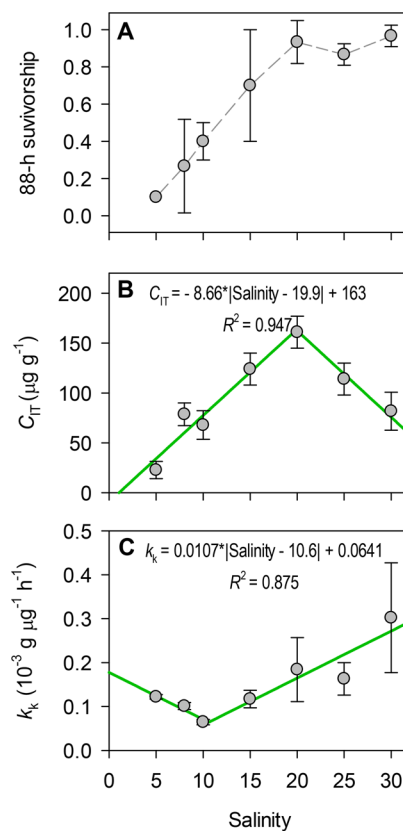 A
1.0
0.8
0.6
0.4
0.2
0.0
88-h suvivorship
B
C_IT = - 8.66*|Salinity - 19.9| + 163
R² = 0.947
200
150
100
50
0
C_IT (μg g⁻¹)
C
k_k = 0.0107*|Salinity - 10.6| + 0.0641
R² = 0.875
0.5
0.4
0.3
0.2
0.1
0.0
k_k (10⁻³ g μg⁻¹ h⁻¹)
0 5 10 15 20 25 30
Salinity